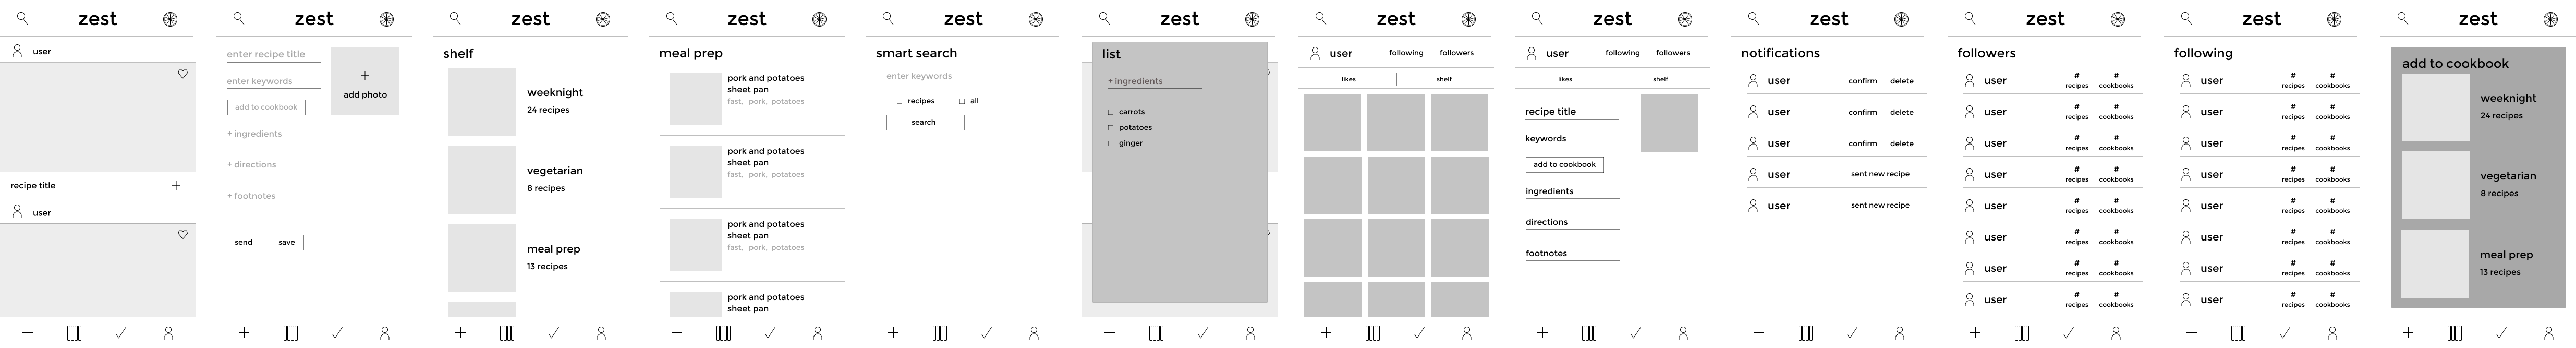 zest
user
recipe title
user
zest
enter recipe title
enter keywords
add to cookbook
+
add photo
+ ingredients
+ directions
+ footnotes
send save
zest
shelf
weeknight
24 recipes
vegetarian
8 recipes
meal prep
13 recipes
zest
meal prep
pork and potatoes
sheet pan
fast, pork, potatoes
pork and potatoes
sheet pan
fast, pork, potatoes
pork and potatoes
sheet pan
fast, pork, potatoes
pork and potatoes
sheet pan
zest
smart search
enter keywords
recipes all
search
zest
list
+ ingredients
carrots
potatoes
ginger
zest
user following followers
likes shelf
zest
user following followers
likes shelf
recipe title
keywords
add to cookbook
ingredients
directions
footnotes
zest
notifications
user confirm delete
user confirm delete
user confirm delete
user sent new recipe
user sent new recipe
zest
followers
user # recipes # cookbooks
user # recipes # cookbooks
user # recipes # cookbooks
user # recipes # cookbooks
user # recipes # cookbooks
user # recipes # cookbooks
user # recipes # cookbooks
user # recipes # cookbooks
zest
following
user # recipes # cookbooks
user # recipes # cookbooks
user # recipes # cookbooks
user # recipes # cookbooks
user # recipes # cookbooks
user # recipes # cookbooks
user # recipes # cookbooks
user # recipes # cookbooks
zest
add to cookbook
weeknight
24 recipes
vegetarian
8 recipes
meal prep
13 recipes